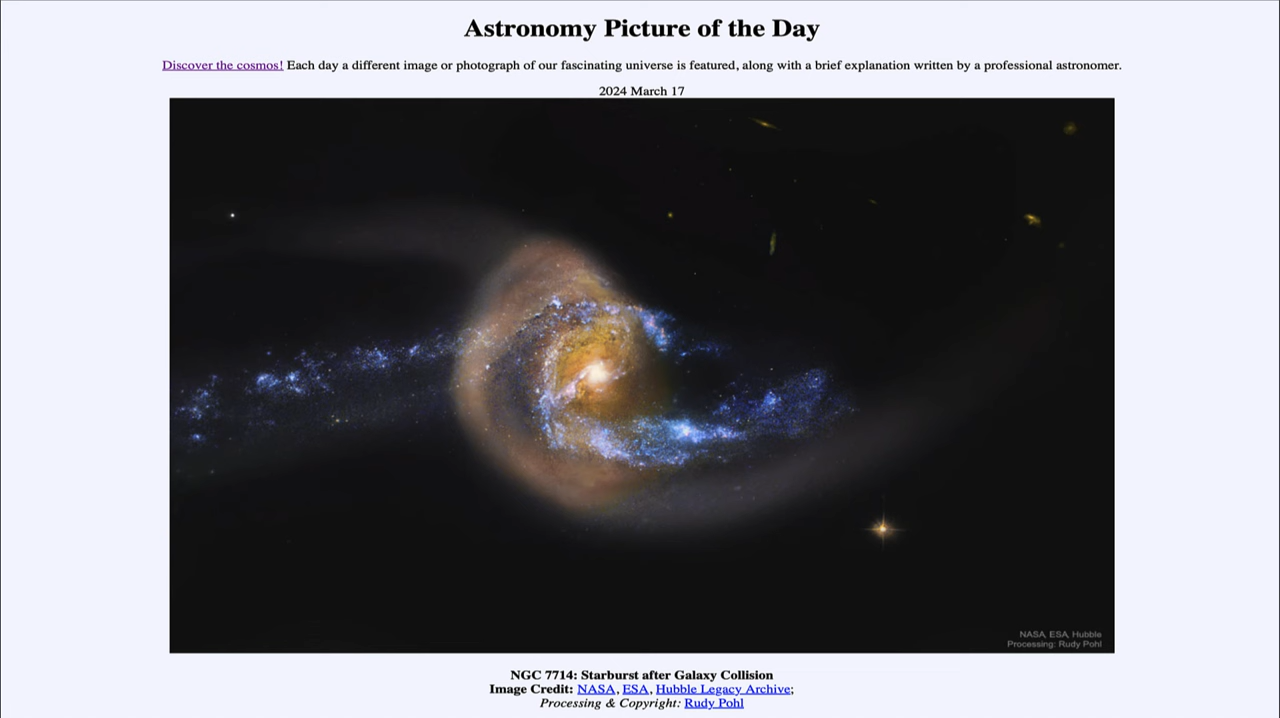 Astronomy Picture of the Day
Discover the cosmos! Each day a different image or photograph of our fascinating universe is featured, along with a brief explanation written by a professional astronomer.
2024 March 17
NASA, ESA, Hubble
Processing: Rudy Pohl
NGC 7714: Starburst after Galaxy Collision
Image Credit: NASA, ESA, Hubble Legacy Archive;
Processing & Copyright: Rudy Pohl